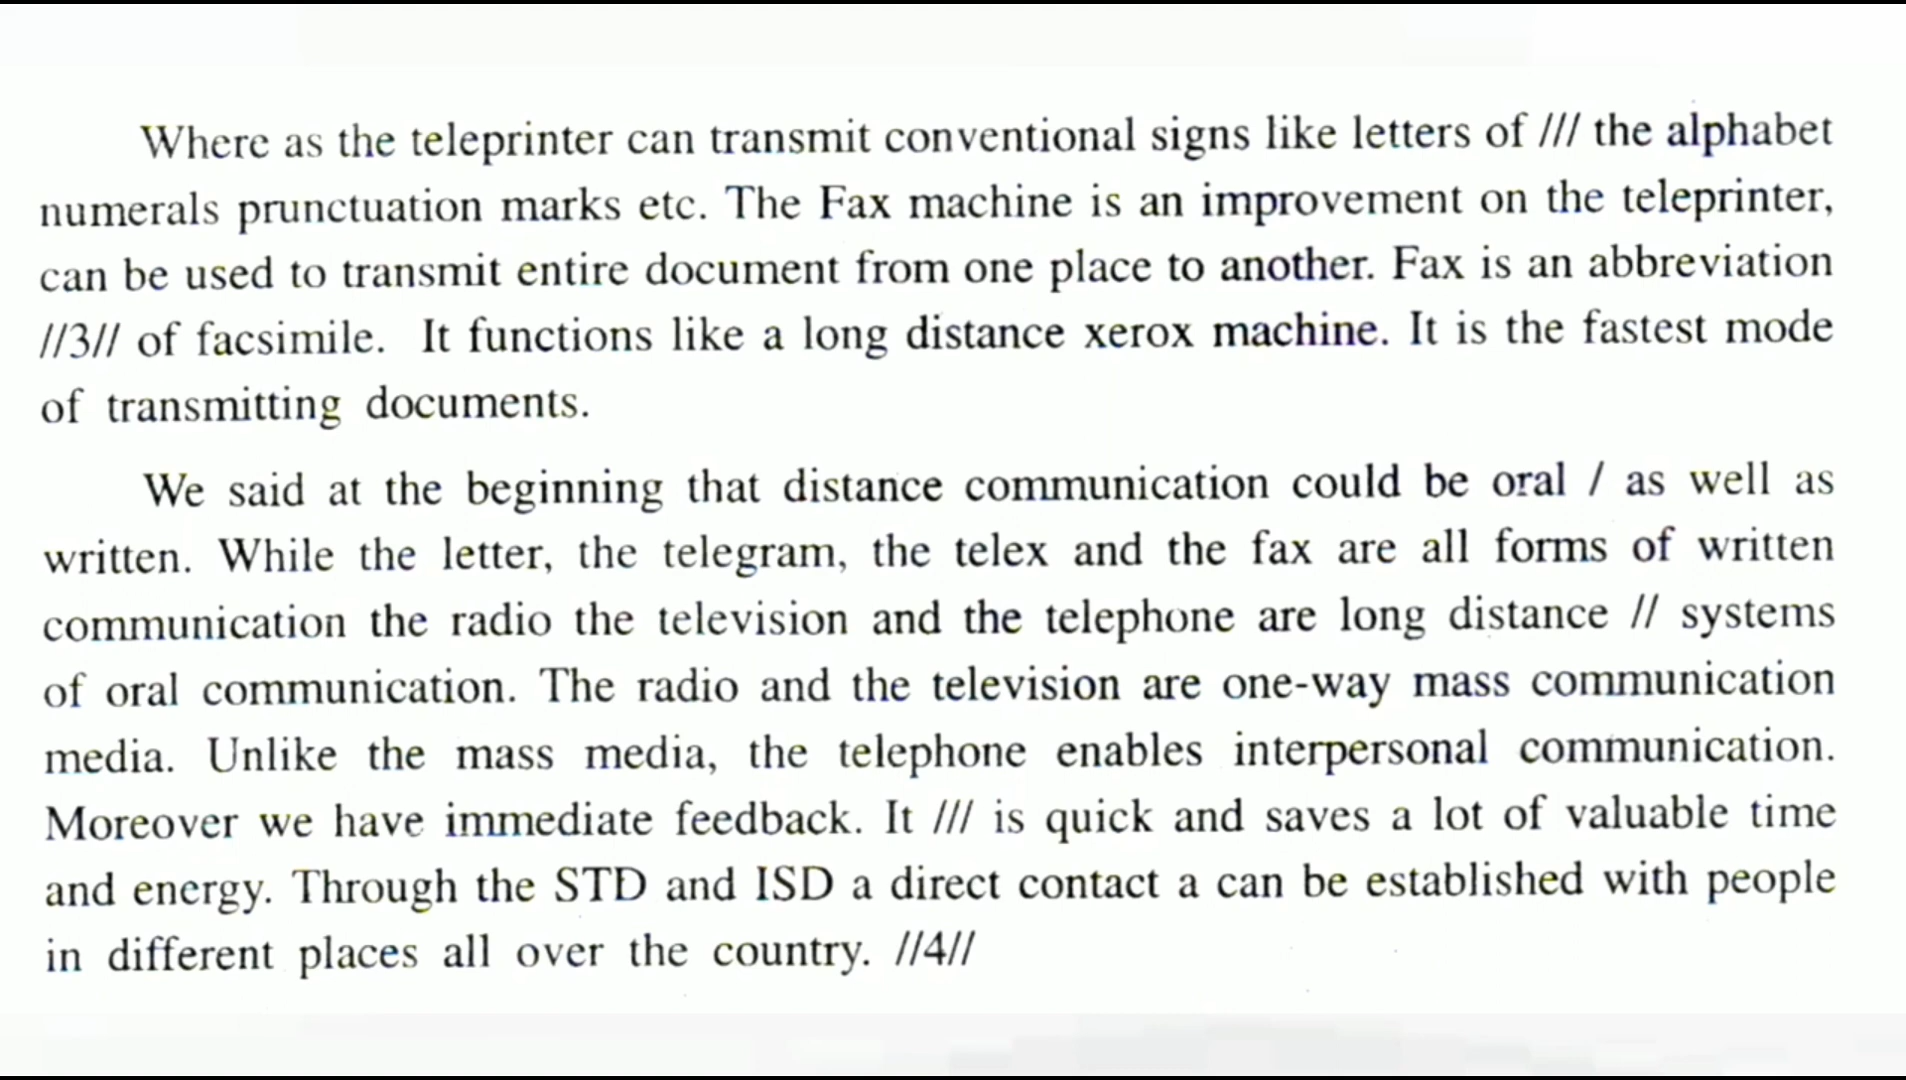 Where as the teleprinter can transmit conventional signs like letters of /// the alphabet
numerals prunctuation marks etc. The Fax machine is an improvement on the teleprinter,
can be used to transmit entire document from one place to another. Fax is an abbreviation
//3// of facsimile. It functions like a long distance xerox machine. It is the fastest mode
of transmitting documents.
We said at the beginning that distance communication could be oral / as well as
written. While the letter, the telegram, the telex and the fax are all forms of written
communication the radio the television and the telephone are long distance // systems
of oral communication. The radio and the television are one-way mass communication
media. Unlike the mass media, the telephone enables interpersonal communication.
Moreover we have immediate feedback. It /// is quick and saves a lot of valuable time
and energy. Through the STD and ISD a direct contact a can be established with people
in different places all over the country. //4//